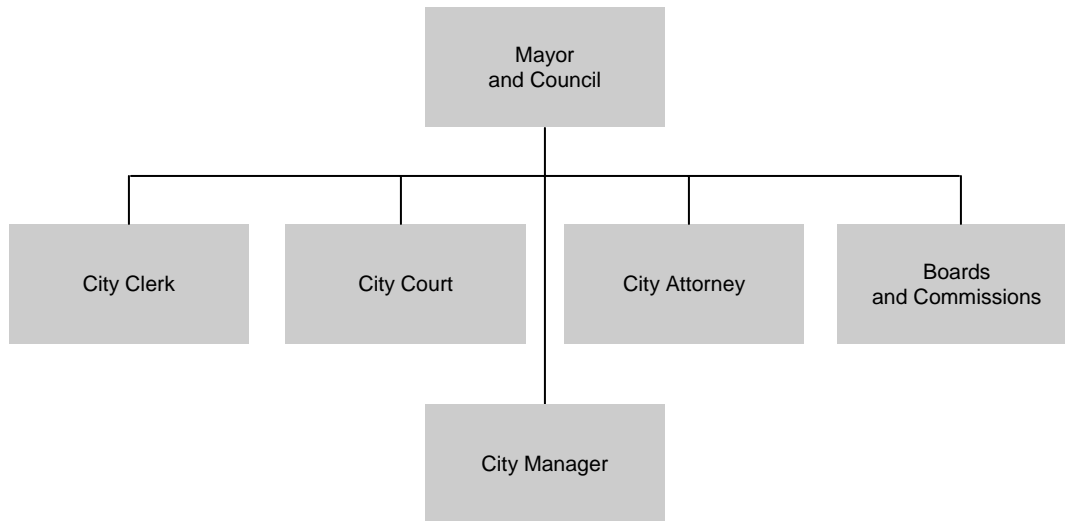 Mayor
and Council
City Clerk
City Court
City Attorney
Boards
and Commissions
City Manager